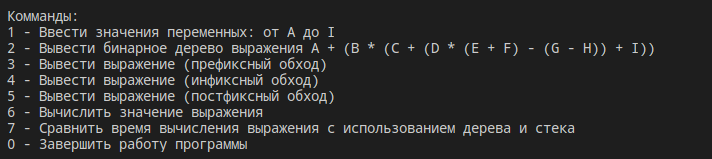 Комманды:
1 - Ввести значения переменных: от A до I
2 - Вывести бинарное дерево выражения A + (B * (C + (D * (E + F) - (G - H)) + I))
3 - Вывести выражение (префиксный обход)
4 - Вывести выражение (инфиксный обход)
5 - Вывести выражение (постфиксный обход)
6 - Вычислить значение выражения
7 - Сравнить время вычисления выражения с использованием дерева и стека
0 - Завершить работу программы